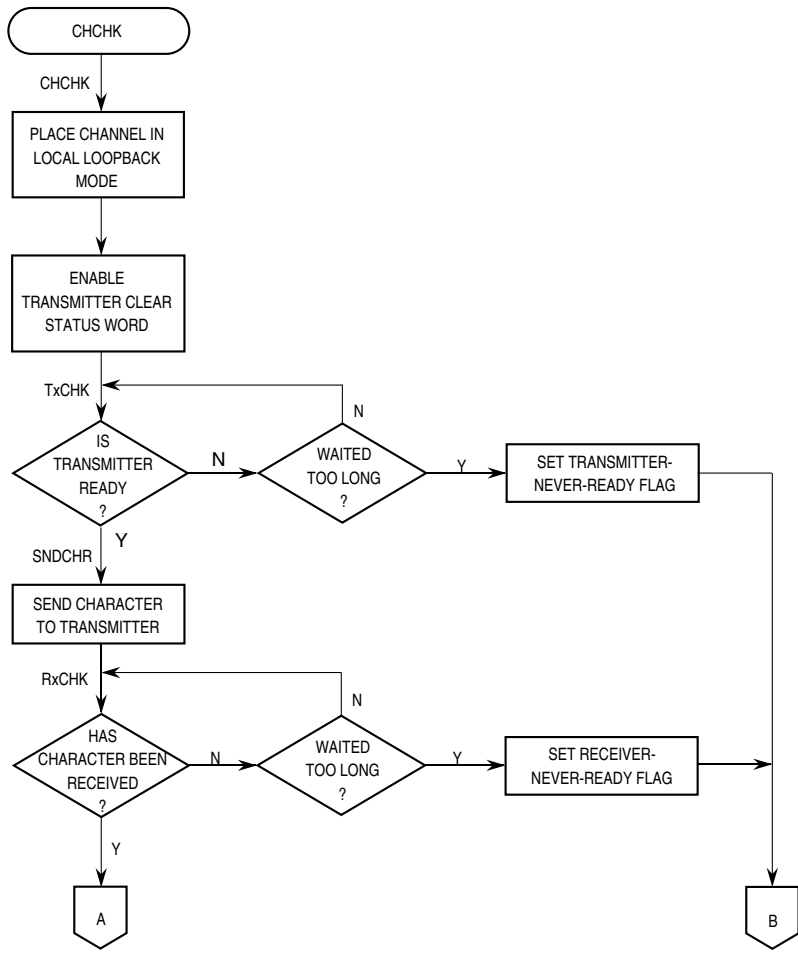 CHCHK
CHCHK
PLACE CHANNEL IN
LOCAL LOOPBACK
MODE
ENABLE
TRANSMITTER CLEAR
STATUS WORD
TxCHK
N
IS
TRANSMITTER
READY
?
N
WAITED
TOO LONG
?
Y
SET TRANSMITTER-
NEVER-READY FLAG
Y
SNDCHR
SEND CHARACTER
TO TRANSMITTER
RxCHK
N
HAS
CHARACTER BEEN
RECEIVED
?
N
WAITED
TOO LONG
?
Y
SET RECEIVER-
NEVER-READY FLAG
Y
A
B